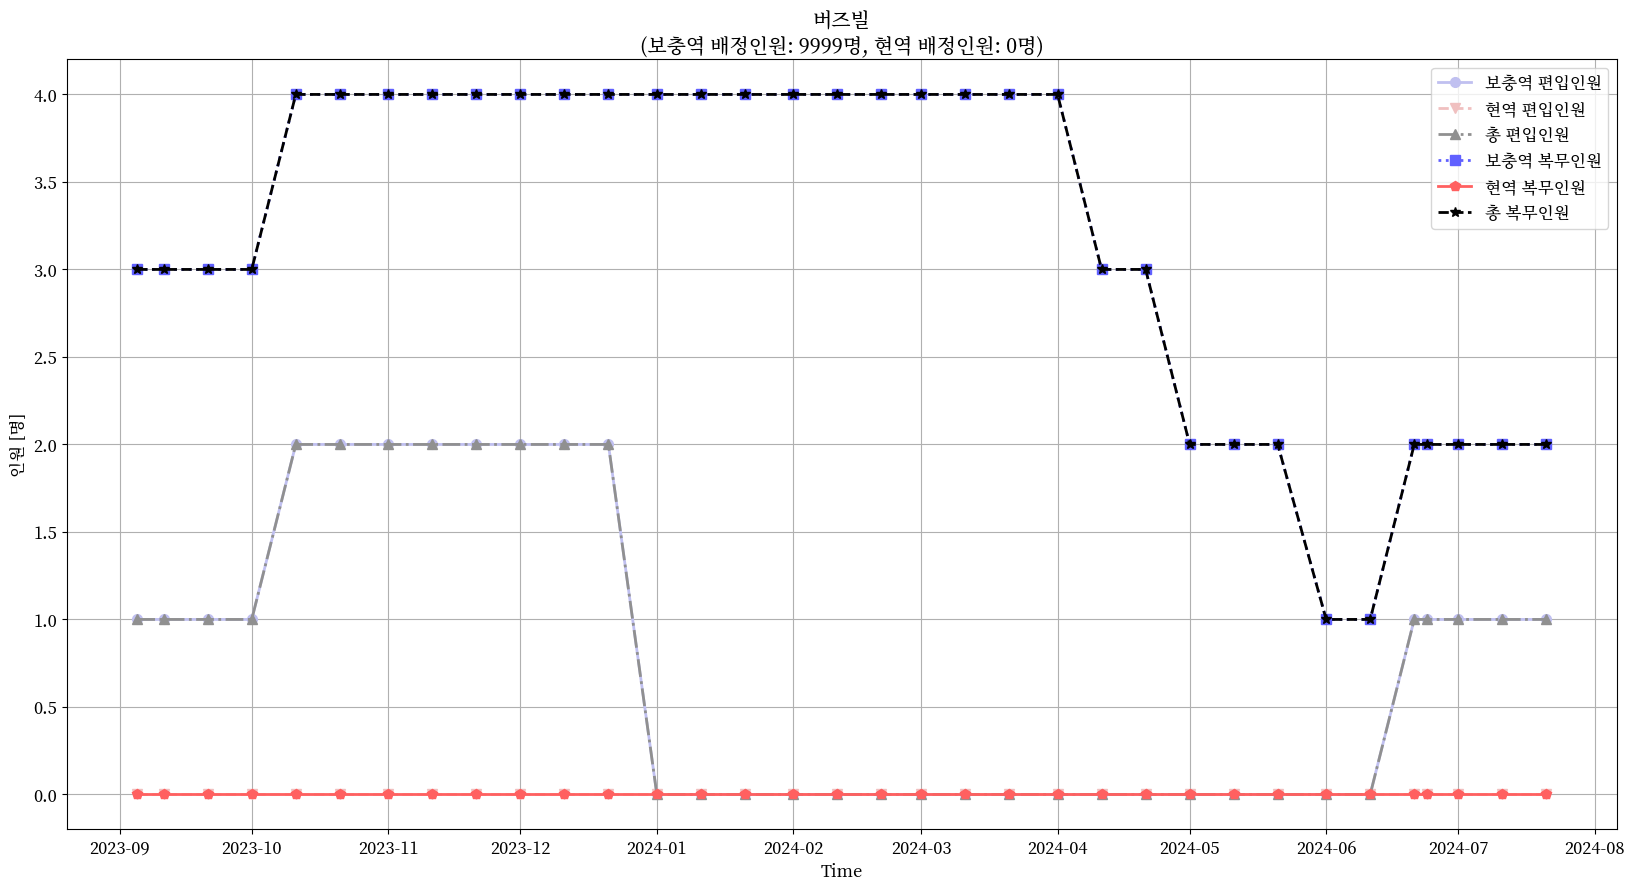 버즈빌
(보충역 배정인원: 9999명, 현역 배정인원: 0명)
보충역 편입인원
현역 편입인원
총 편입인원
보충역 복무인원
현역 복무인원
총 복무인원
인원 [명]
4.0
3.5
3.0
2.5
2.0
1.5
1.0
0.5
0.0
2023-09
2023-10
2023-11
2023-12
2024-01
2024-02
2024-03
2024-04
2024-05
2024-06
2024-07
2024-08
Time